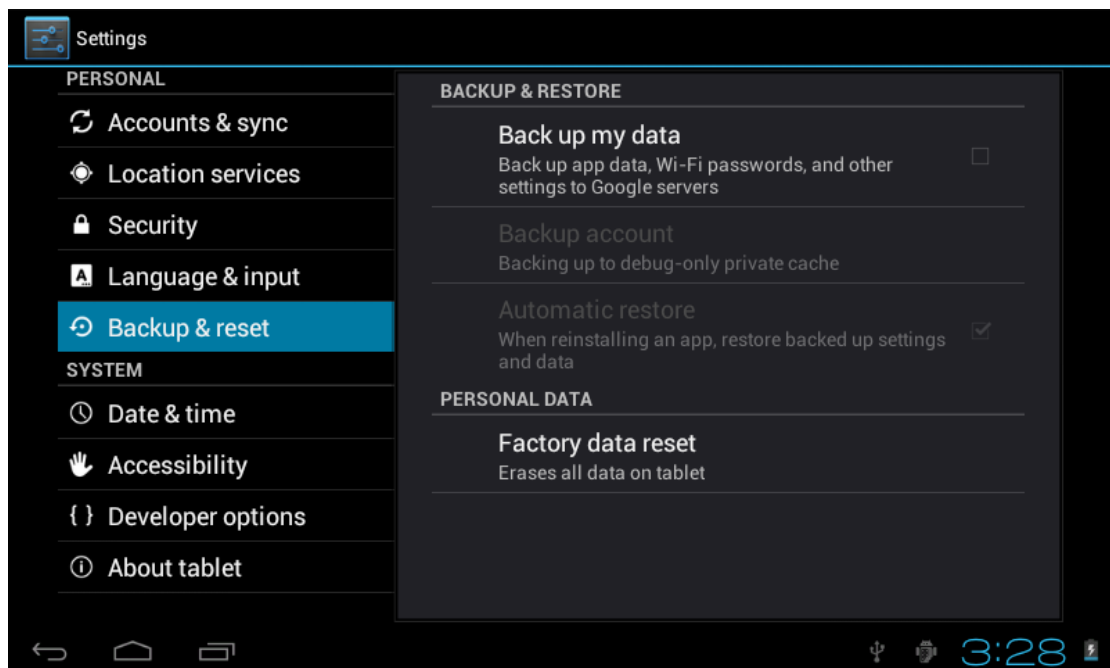 Settings
PERSONAL
Accounts & sync
Location services
Security
Language & input
Backup & reset
SYSTEM
Date & time
Accessibility
{ } Developer options
About tablet
BACKUP & RESTORE
Back up my data
Back up app data, Wi-Fi passwords, and other
settings to Google servers
Backup account
Backing up to debug-only private cache
Automatic restore
When reinstalling an app, restore backed up settings
and data
PERSONAL DATA
Factory data reset
Erases all data on tablet
3:28